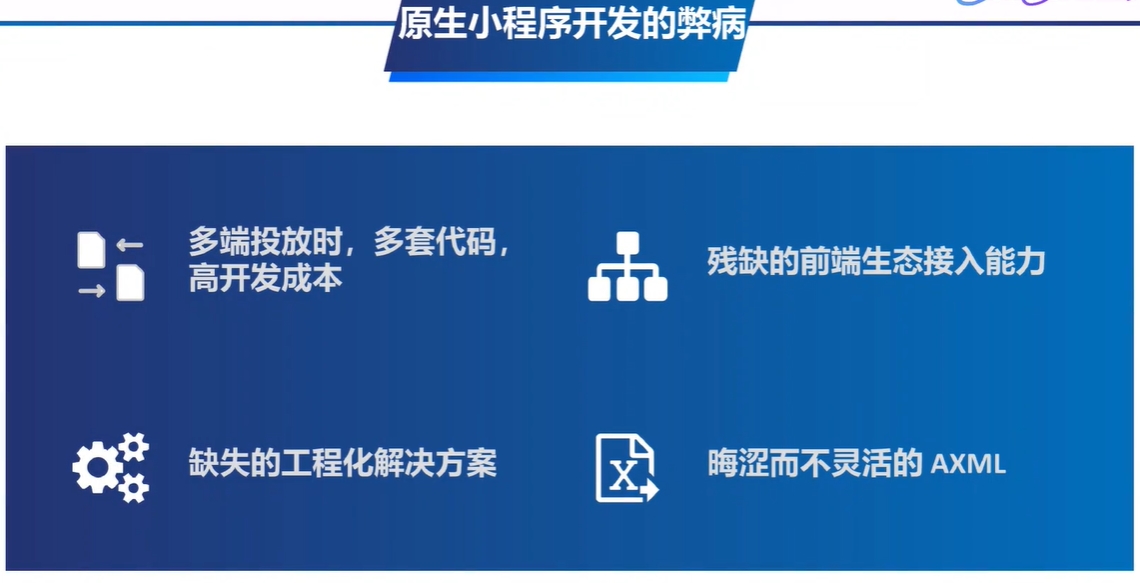 原生小程序开发的弊病
多端投放时，多套代码，
高开发成本
残缺的前端生态接入能力
缺失的工程化解决方案
晦涩而不灵活的 AXML